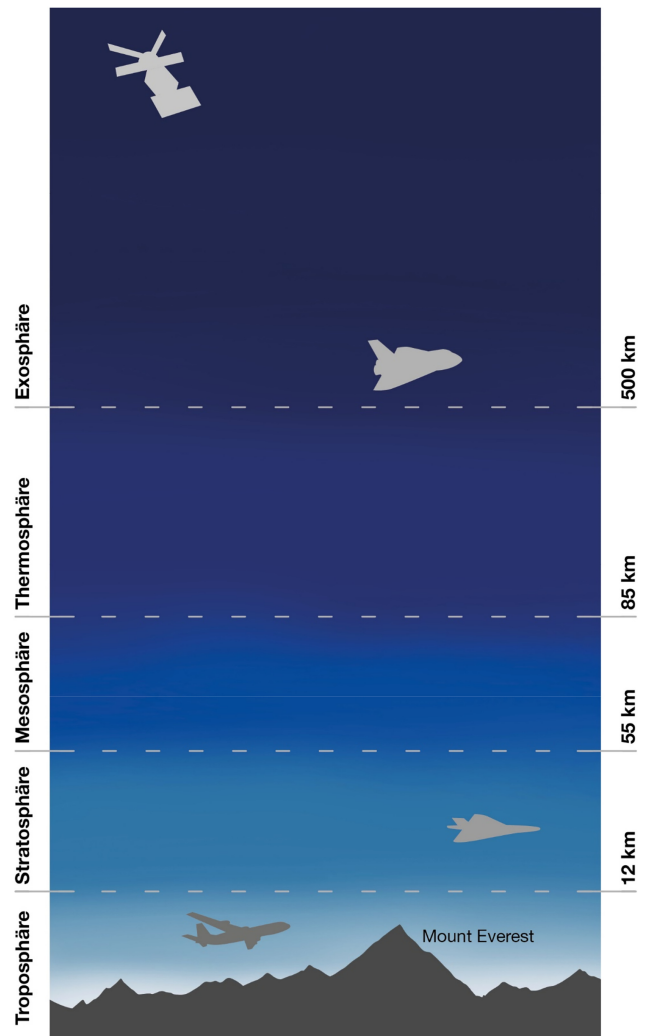 Exosphäre
500 km
Thermosphäre
85 km
Mesosphäre
55 km
Stratosphäre
12 km
Troposphäre
Mount Everest